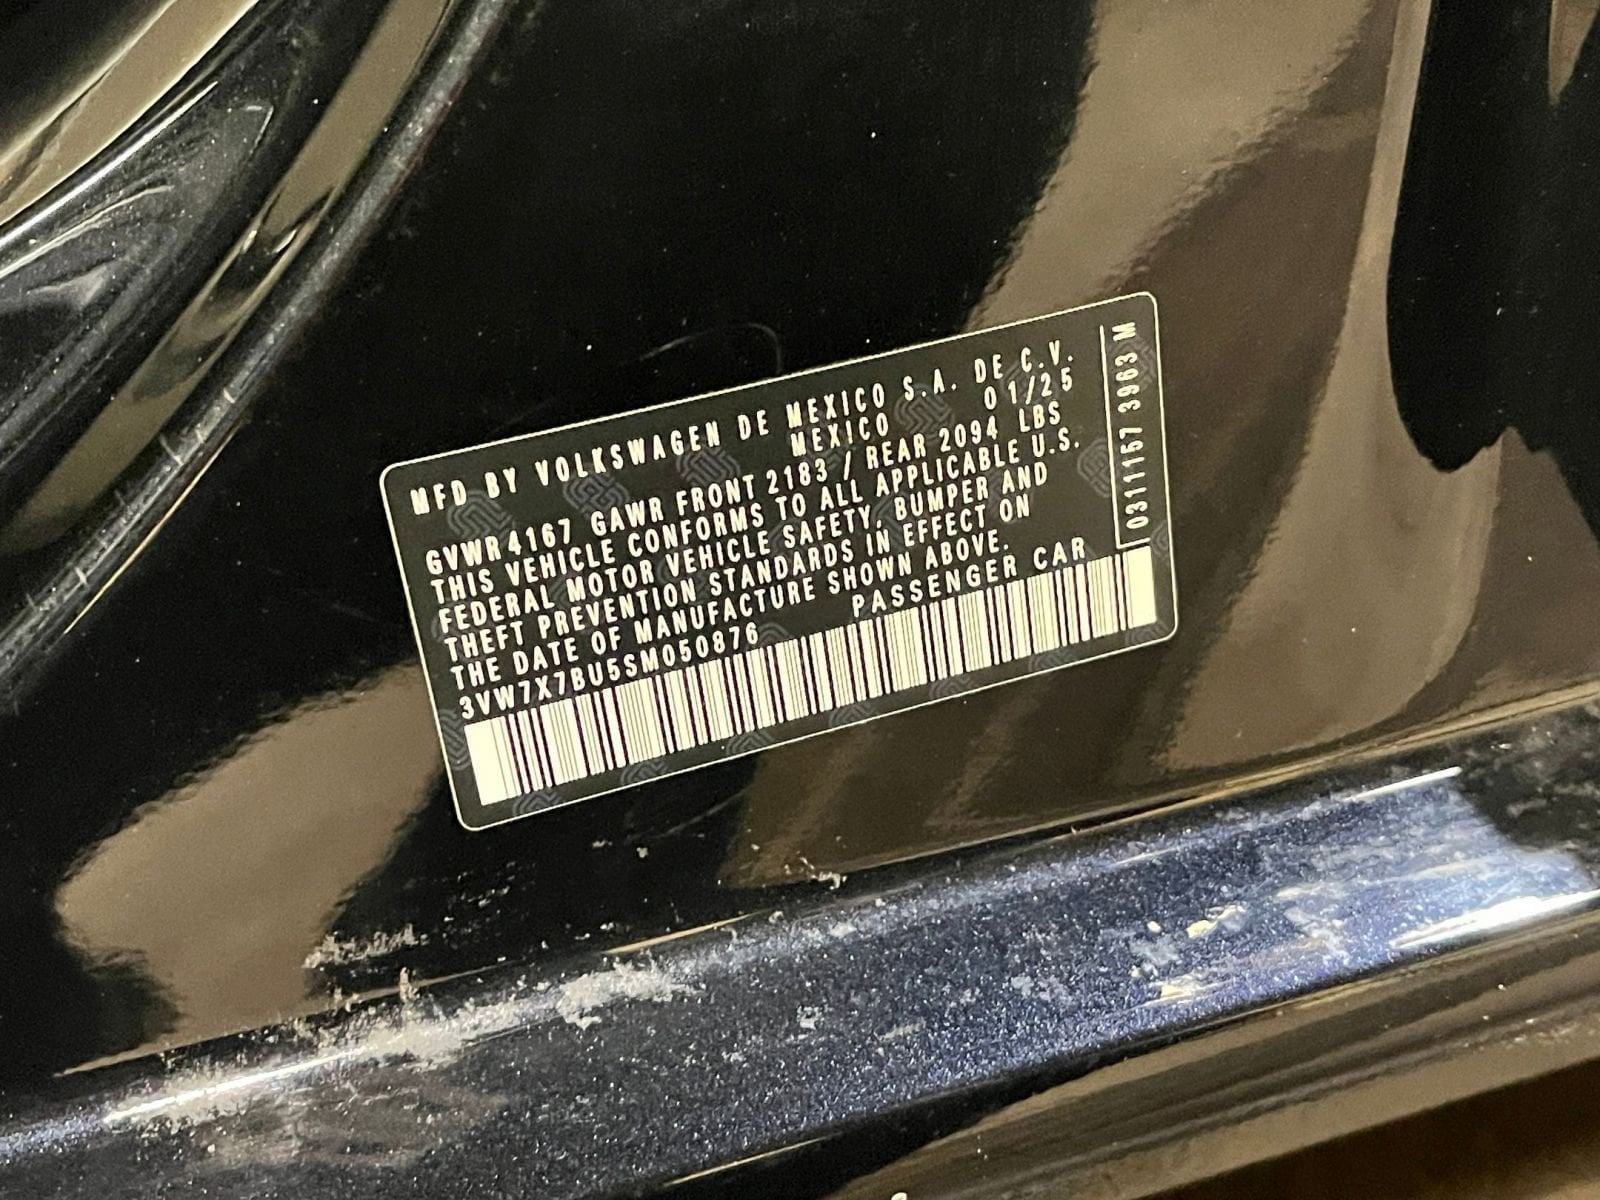 MFD BY VOLKSWAGEN DE MEXICO S.A. DE C.V.
MEXICO 01/25
GVWR 4167 GAWR FRONT 2183 / REAR 2094 LBS
THIS VEHICLE CONFORMS TO ALL APPLICABLE U.S.
FEDERAL MOTOR VEHICLE SAFETY, BUMPER AND
THEFT PREVENTION STANDARDS IN EFFECT ON
THE DATE OF MANUFACTURE SHOWN ABOVE.
3VW7X7BU5SM050876 PASSENGER CAR
0311157 3963 M